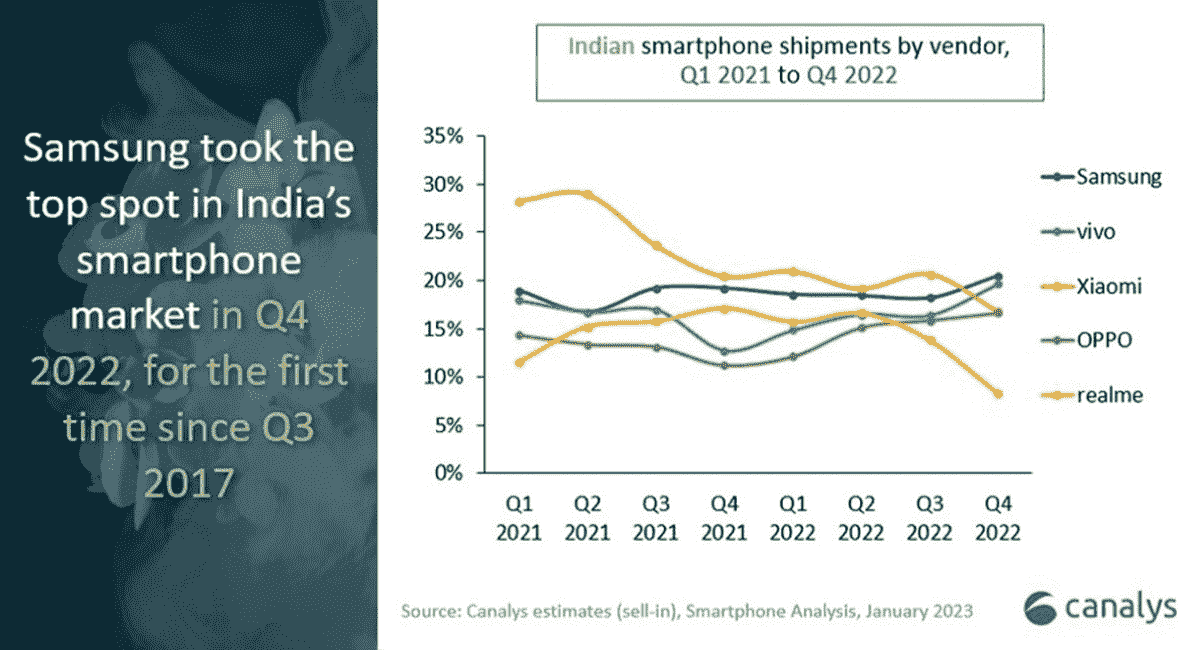 Samsung took the
top spot in India’s
smartphone
market in Q4
2022, for the first
time since Q3
2017
Indian smartphone shipments by vendor,
Q1 2021 to Q4 2022
35%
30%
25%
20%
15%
10%
5%
0%
Q1 Q2 Q3 Q4 Q1 Q2 Q3 Q4
2021 2021 2021 2021 2022 2022 2022 2022
Samsung
vivo
Xiaomi
OPPO
realme
Source: Canalys estimates (sell-in), Smartphone Analysis, January 2023
canalys